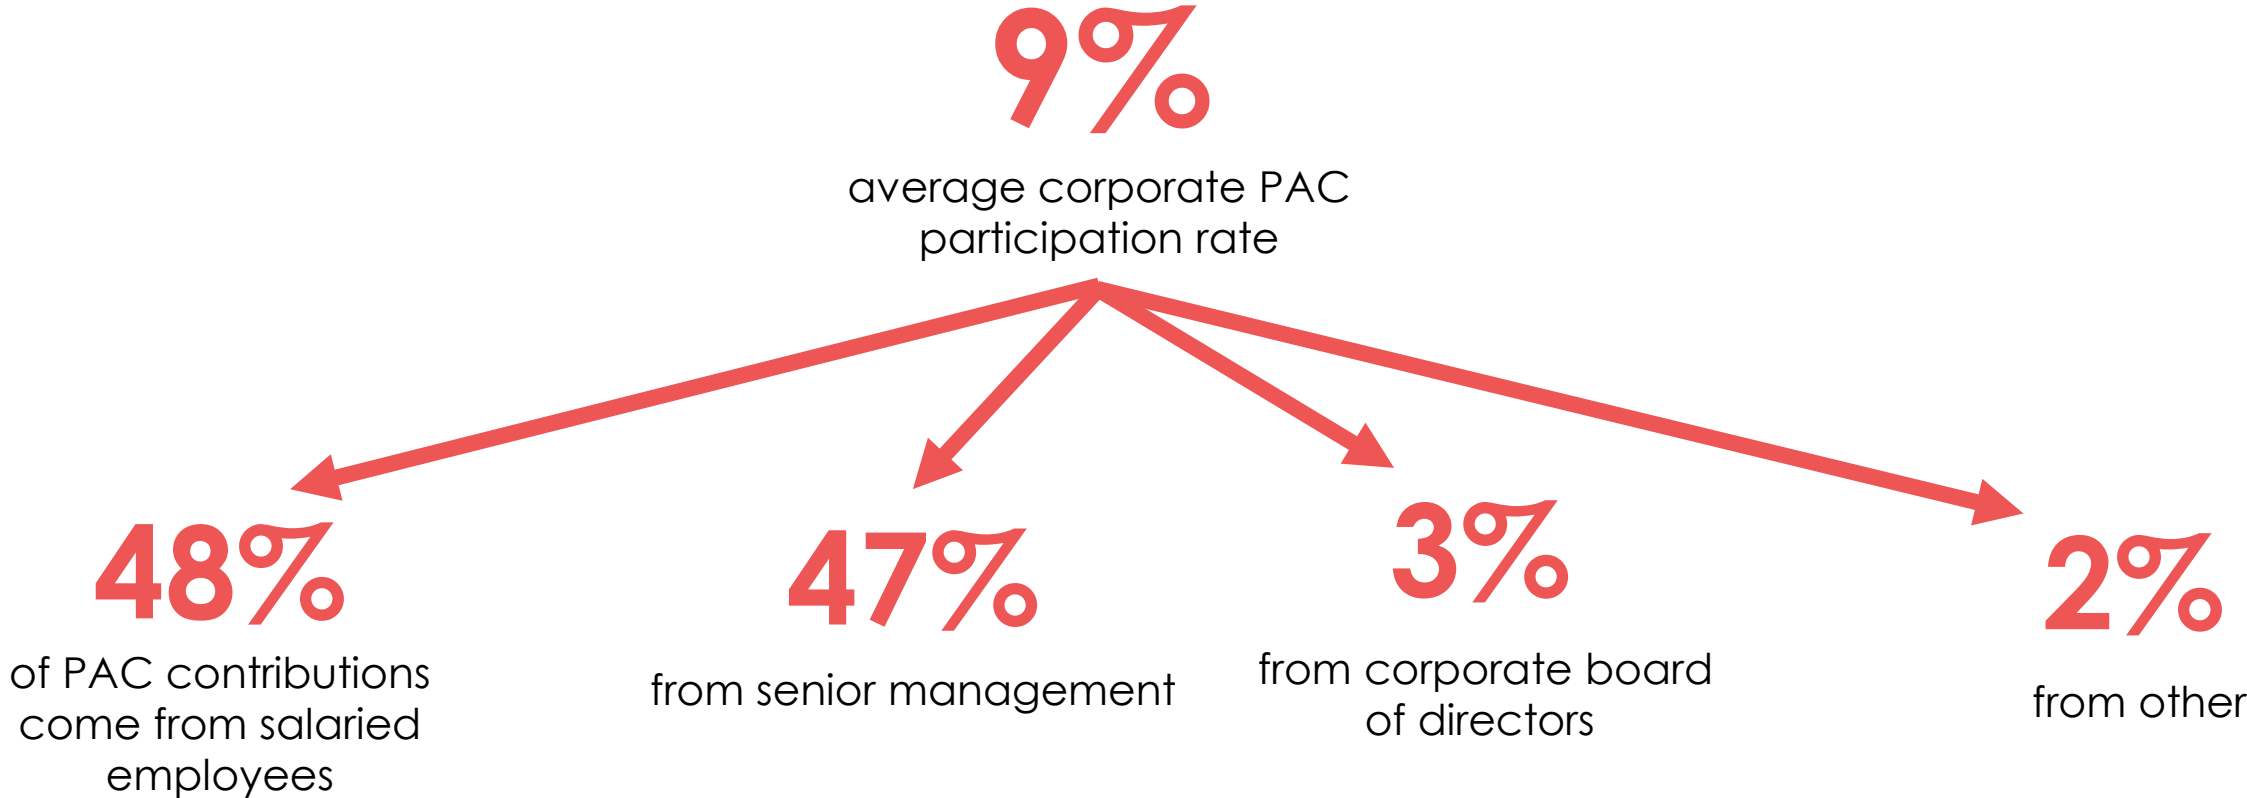 9%
average corporate PAC
participation rate
48%
of PAC contributions
come from salaried
employees
47%
from senior management
3%
from corporate board
of directors
2%
from other